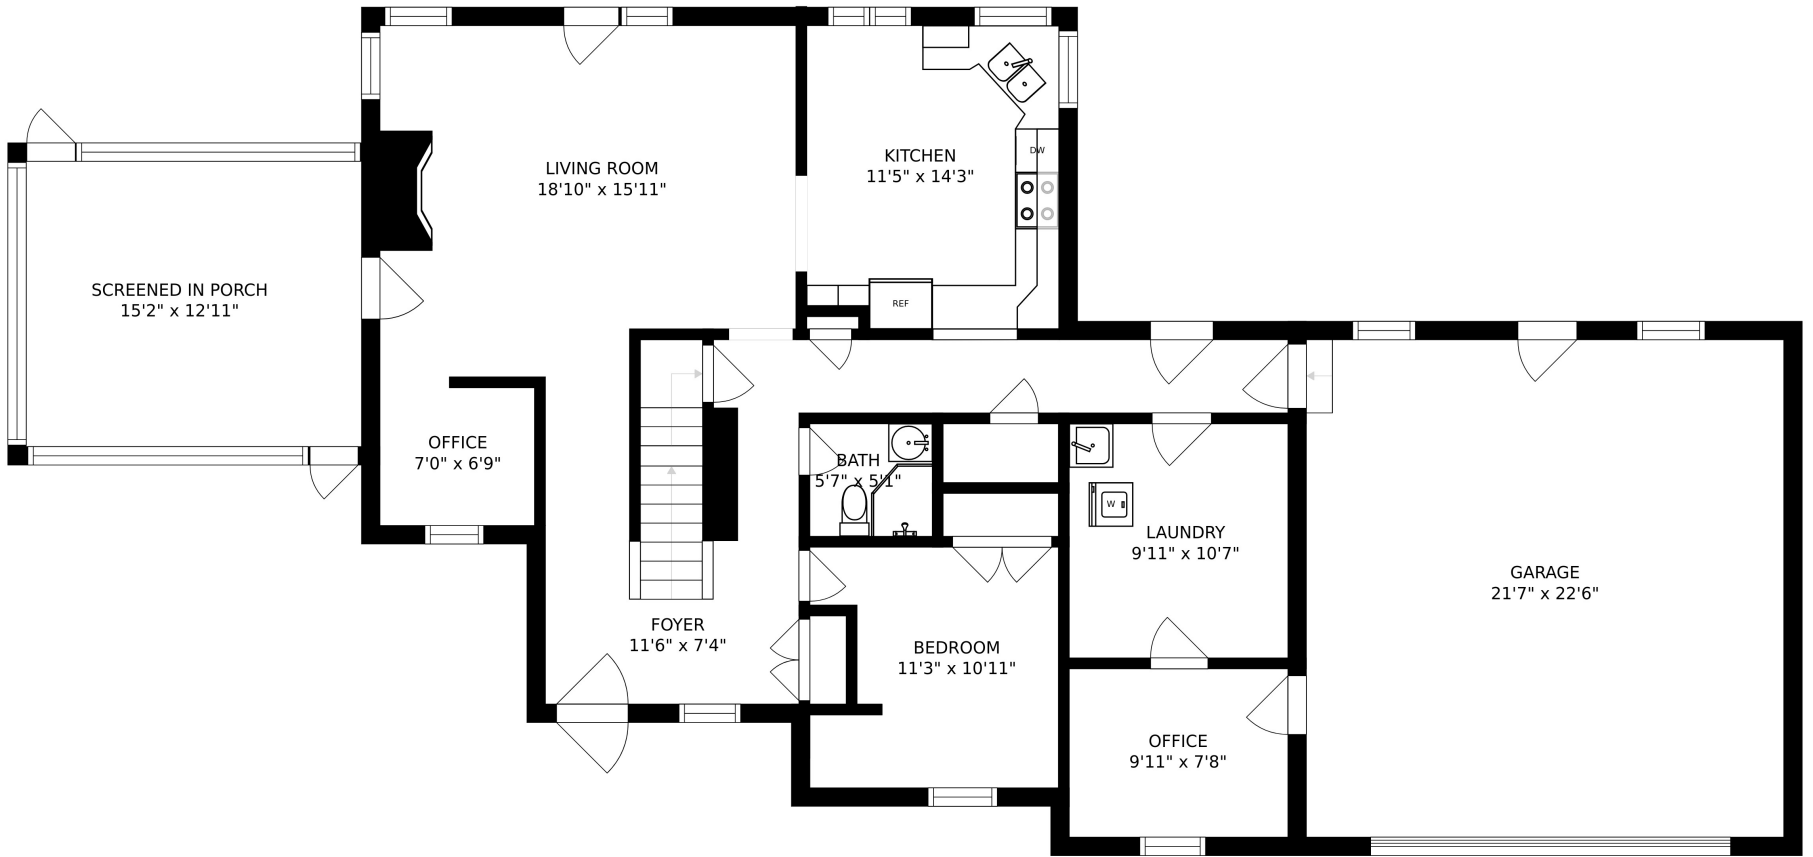 LIVING ROOM
18'10" x 15'11"
KITCHEN
11'5" x 14'3"
DW
REF
SCREENED IN PORCH
15'2" x 12'11"
OFFICE
7'0" x 6'9"
BATH
5'7" x 5'1"
W
LAUNDRY
9'11" x 10'7"
GARAGE
21'7" x 22'6"
FOYER
11'6" x 7'4"
BEDROOM
11'3" x 10'11"
OFFICE
9'11" x 7'8"